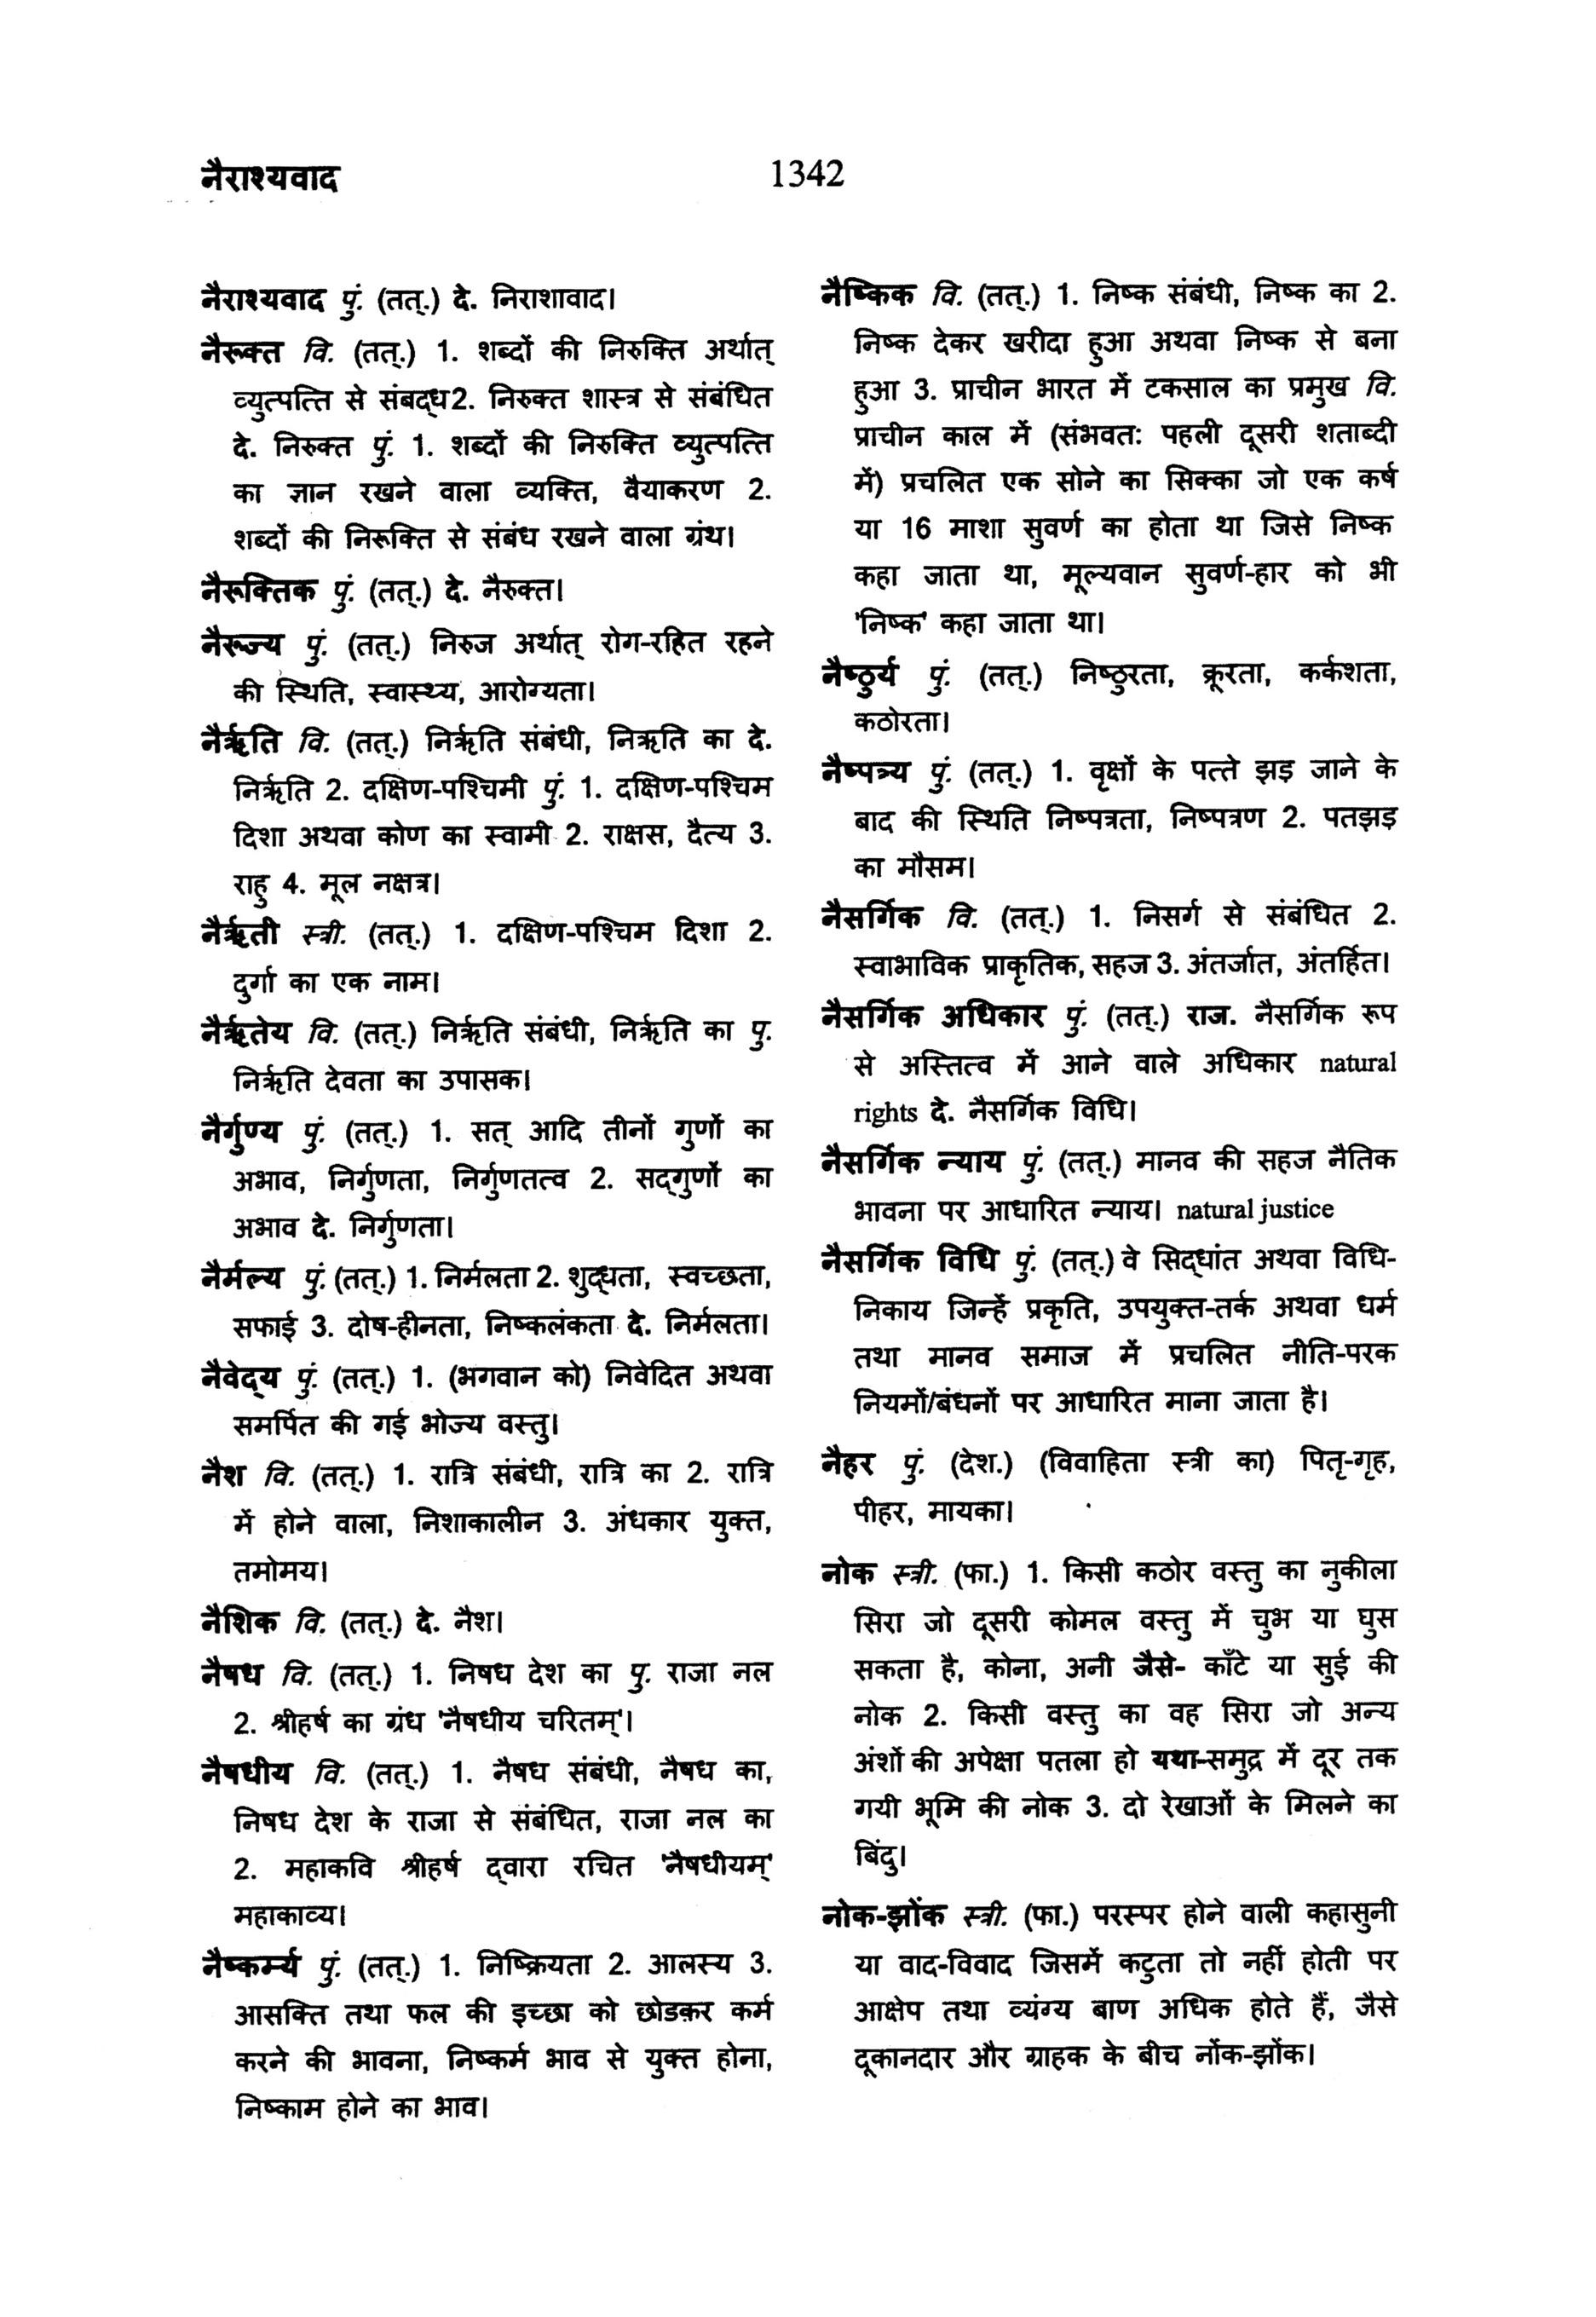 नैराश्यवाद
1342
नैराश्यवाद पुं. (तत्.) दे. निराशावाद।
नैरूक्त वि. (तत्.) 1. शब्दों की निरुक्ति अर्थात्
व्युत्पत्ति से संबद्ध2. निरुक्त शास्त्र से संबंधित
दे. निरुक्त पुं. 1. शब्दों की निरुक्ति व्युत्पत्ति
का ज्ञान रखने वाला व्यक्ति, वैयाकरण 2.
शब्दों की निरूक्ति से संबंध रखने वाला ग्रंथ।
नैरूक्तिक पुं. (तत्.) दे. नैरुक्त।
नैरूज्य पुं. (तत्.) निरुज अर्थात् रोग-रहित रहने
की स्थिति, स्वास्थ्य, आरोग्यता।
नैर्ऋति वि. (तत्.) निर्ऋति संबंधी, निऋति का दे.
निर्ऋति 2. दक्षिण-पश्चिमी पुं. 1. दक्षिण-पश्चिम
दिशा अथवा कोण का स्वामी 2. राक्षस, दैत्य 3.
राहु 4. मूल नक्षत्र।
नैर्ऋती स्त्री. (तत्.) 1. दक्षिण-पश्चिम दिशा 2.
दुर्गा का एक नाम।
नैर्ऋतेय वि. (तत्.) निर्ऋति संबंधी, निर्ऋति का पु.
निर्ऋति देवता का उपासक।
नैर्गुण्य पुं. (तत्.) 1. सत् आदि तीनों गुणों का
अभाव, निर्गुणता, निर्गुणतत्व 2. सद्गुणों का
अभाव दे. निर्गुणता।
नैर्मल्य पुं. (तत्.) 1. निर्मलता 2. शुद्धता, स्वच्छता,
सफाई 3. दोष-हीनता, निष्कलंकता दे. निर्मलता।
नैवेद्य पुं. (तत्.) 1. (भगवान को) निवेदित अथवा
समर्पित की गई भोज्य वस्तु।
नैश वि. (तत्.) 1. रात्रि संबंधी, रात्रि का 2. रात्रि
में होने वाला, निशाकालीन 3. अंधकार युक्त,
तमोमय।
नैशिक वि. (तत्.) दे. नैश।
नैषध वि. (तत्.) 1. निषध देश का पु. राजा नल
2. श्रीहर्ष का ग्रंथ 'नैषधीय चरितम्'।
नैषधीय वि. (तत्.) 1. नैषध संबंधी, नैषध का,
निषध देश के राजा से संबंधित, राजा नल का
2. महाकवि श्रीहर्ष द्वारा रचित 'नैषधीयम्'
महाकाव्य।
नैष्कर्म्य पुं. (तत्.) 1. निष्क्रियता 2. आलस्य 3.
आसक्ति तथा फल की इच्छा को छोडक़र कर्म
करने की भावना, निष्कर्म भाव से युक्त होना,
निष्काम होने का भाव।
नैष्किक वि. (तत्.) 1. निष्क संबंधी, निष्क का 2.
निष्क देकर खरीदा हुआ अथवा निष्क से बना
हुआ 3. प्राचीन भारत में टकसाल का प्रमुख वि.
प्राचीन काल में (संभवतः पहली दूसरी शताब्दी
में) प्रचलित एक सोने का सिक्का जो एक कर्ष
या 16 माशा सुवर्ण का होता था जिसे निष्क
कहा जाता था, मूल्यवान सुवर्ण-हार को भी
'निष्क' कहा जाता था।
नैष्ठुर्य पुं. (तत्.) निष्ठुरता, क्रूरता, कर्कशता,
कठोरता।
नैष्पत्र्य पुं. (तत्.) 1. वृक्षों के पत्ते झड़ जाने के
बाद की स्थिति निष्पत्रता, निष्पत्रण 2. पतझड़
का मौसम।
नैसर्गिक वि. (तत्.) 1. निसर्ग से संबंधित 2.
स्वाभाविक प्राकृतिक, सहज 3. अंतर्जात, अंतर्हित।
नैसर्गिक अधिकार पुं. (तत्.) राज. नैसर्गिक रूप
से अस्तित्व में आने वाले अधिकार natural
rights दे. नैसर्गिक विधि।
नैसर्गिक न्याय पुं. (तत्.) मानव की सहज नैतिक
भावना पर आधारित न्याय। natural justice
नैसर्गिक विधि पुं. (तत्.) वे सिद्धांत अथवा विधि-
निकाय जिन्हें प्रकृति, उपयुक्त-तर्क अथवा धर्म
तथा मानव समाज में प्रचलित नीति-परक
नियमों/बंधनों पर आधारित माना जाता है।
नैहर पुं. (देश.) (विवाहिता स्त्री का) पितृ-गृह,
पीहर, मायका।
नोक स्त्री. (फा.) 1. किसी कठोर वस्तु का नुकीला
सिरा जो दूसरी कोमल वस्तु में चुभ या घुस
सकता है, कोना, अनी जैसे- काँटे या सुई की
नोक 2. किसी वस्तु का वह सिरा जो अन्य
अंशों की अपेक्षा पतला हो यथा-समुद्र में दूर तक
गयी भूमि की नोक 3. दो रेखाओं के मिलने का
बिंदु।
नोक-झोंक स्त्री. (फा.) परस्पर होने वाली कहासुनी
या वाद-विवाद जिसमें कटुता तो नहीं होती पर
आक्षेप तथा व्यंग्य बाण अधिक होते हैं, जैसे
दूकानदार और ग्राहक के बीच नोंक-झोंक।